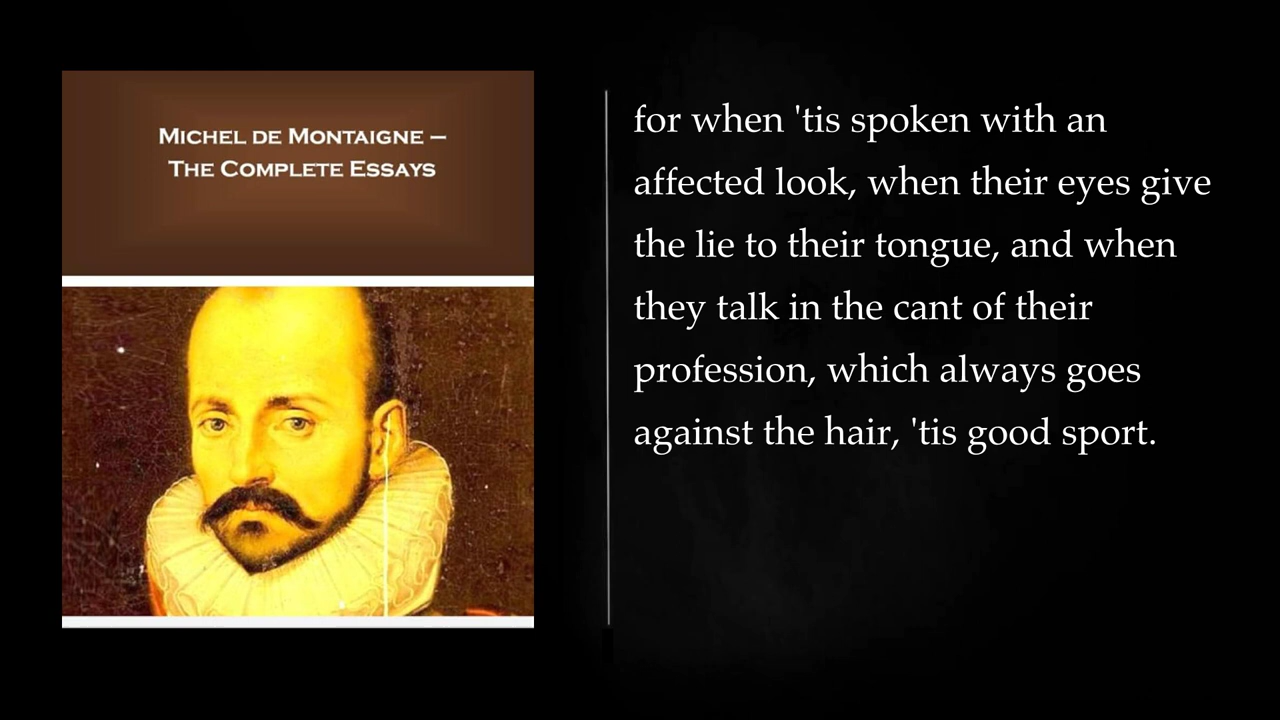 MICHEL DE MONTAIGNE –
THE COMPLETE ESSAYS
for when 'tis spoken with an
affected look, when their eyes give
the lie to their tongue, and when
they talk in the cant of their
profession, which always goes
against the hair, 'tis good sport.